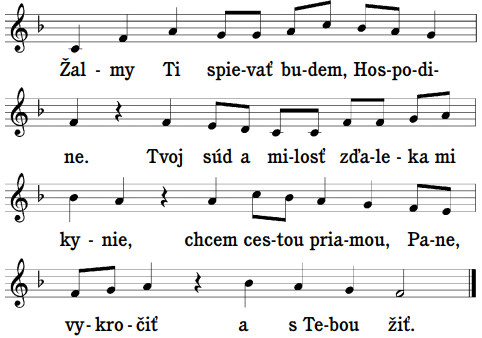 Žal - my Ti spie-vať bu-dem, Hos-po-di-
ne. Tvoj súd a mi-losť zďa-le-ka mi
ky - nie, chcem ces-tou pria-mou, Pa-ne,
vy-kro-čiť a s Te-bou žiť.